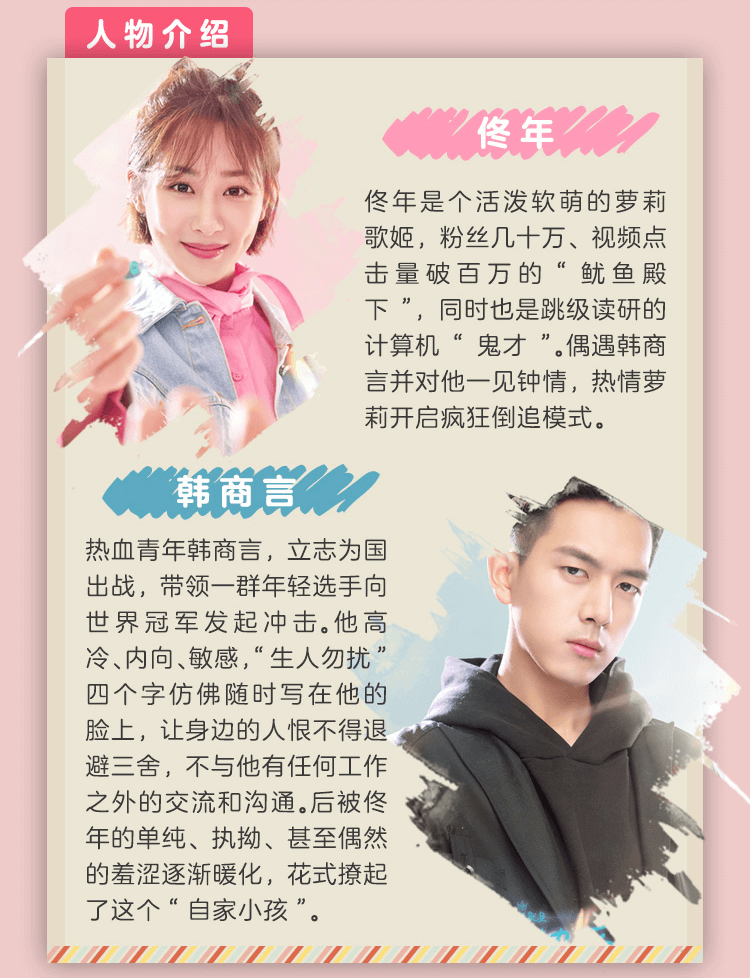 人物介绍
佟年
佟年是个活泼软萌的萝莉
歌姬，粉丝几十万、视频点
击量破百万的“鱿鱼殿
下”，同时也是跳级读研的
计算机“鬼才”。偶遇韩商
言并对他一见钟情，热情萝
莉开启疯狂倒追模式。
韩商言
热血青年韩商言，立志为国
出战，带领一群年轻选手向
世界冠军发起冲击。他高
冷、内向、敏感，“生人勿扰”
四个字仿佛随时写在他的
脸上，让身边的人恨不得退
避三舍，不与他有任何工作
之外的交流和沟通。后被佟
年的单纯、执拗、甚至偶然
的羞涩逐渐暖化，花式撩起
了这个“自家小孩”。